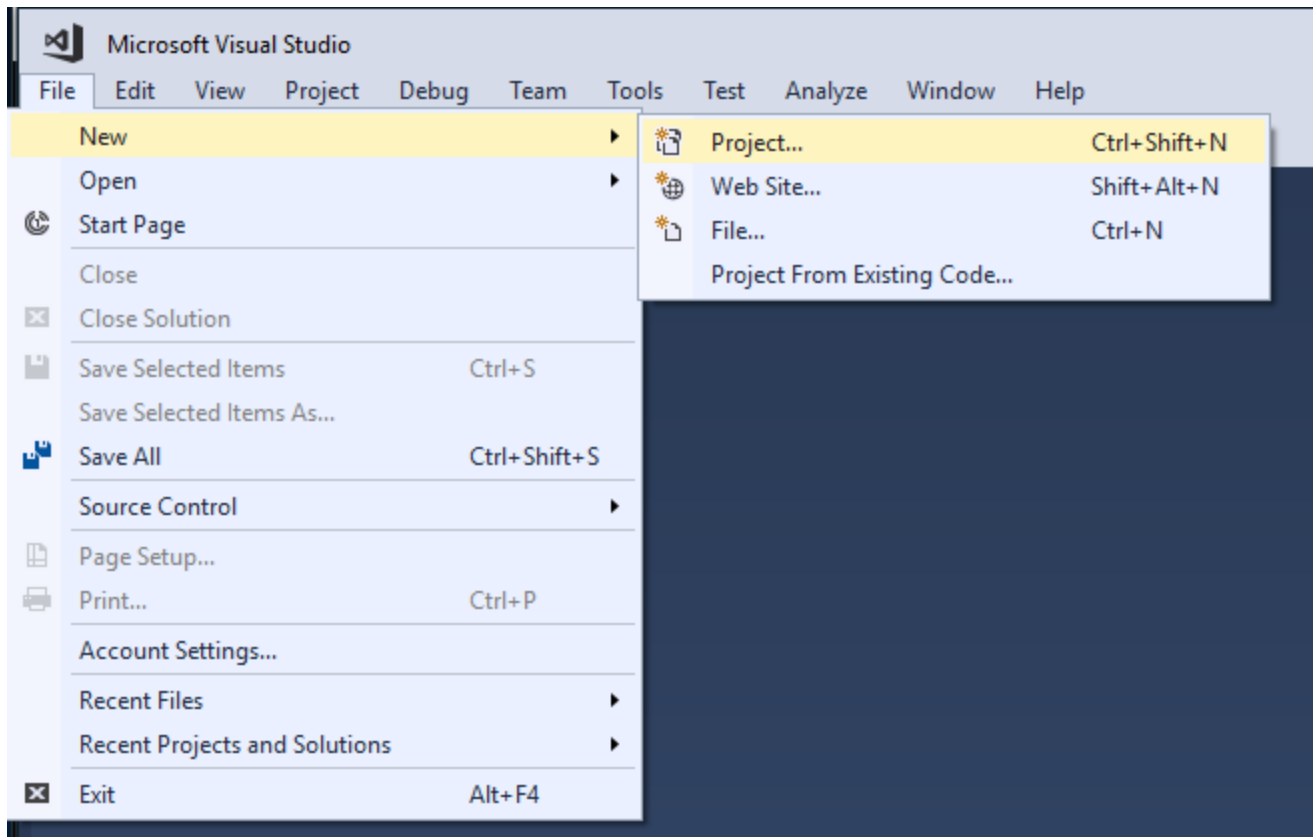 Microsoft Visual Studio
File Edit View Project Debug Team Tools Test Analyze Window Help
New
Open
Start Page
Close
Close Solution
Save Selected Items Ctrl+S
Save Selected Items As...
Save All Ctrl+Shift+S
Source Control
Page Setup...
Print... Ctrl+P
Account Settings...
Recent Files
Recent Projects and Solutions
Exit Alt+F4
Project... Ctrl+Shift+N
Web Site... Shift+Alt+N
File... Ctrl+N
Project From Existing Code...